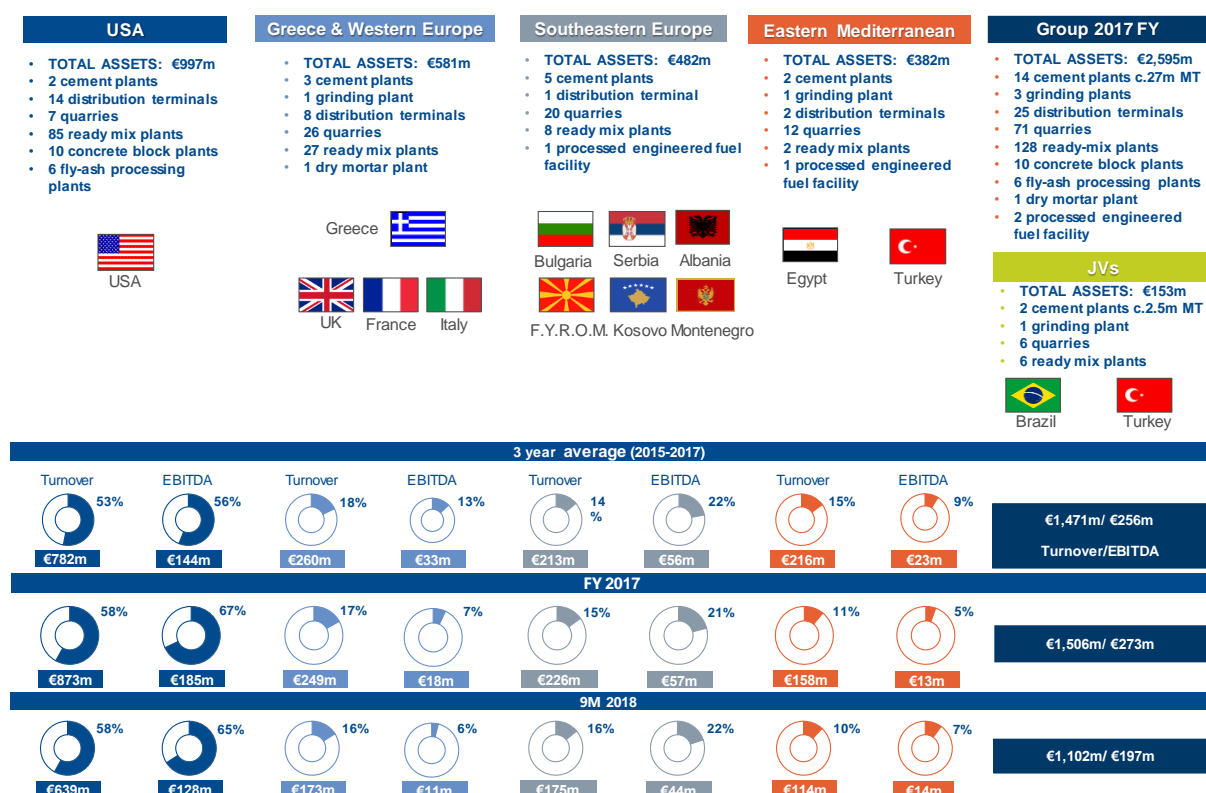 USA
• TOTAL ASSETS: €997m
• 2 cement plants
• 14 distribution terminals
• 7 quarries
• 85 ready mix plants
• 10 concrete block plants
• 6 fly-ash processing
plants
USA
Greece & Western Europe
• TOTAL ASSETS: €581m
• 3 cement plants
• 1 grinding plant
• 8 distribution terminals
• 26 quarries
• 27 ready mix plants
• 1 dry mortar plant
Greece
UK France Italy
Southeastern Europe
• TOTAL ASSETS: €482m
• 5 cement plants
• 1 distribution terminal
• 20 quarries
• 8 ready mix plants
• 1 processed engineered fuel
facility
Bulgaria Serbia Albania
F.Y.R.O.M. Kosovo Montenegro
Eastern Mediterranean
• TOTAL ASSETS: €382m
• 2 cement plants
• 1 grinding plant
• 2 distribution terminals
• 12 quarries
• 2 ready mix plants
• 1 processed engineered
fuel facility
Egypt Turkey
Group 2017 FY
• TOTAL ASSETS: €2,595m
• 14 cement plants c.27m MT
• 3 grinding plants
• 25 distribution terminals
• 71 quarries
• 128 ready-mix plants
• 10 concrete block plants
• 6 fly-ash processing plants
• 1 dry mortar plant
• 2 processed engineered
fuel facility
JVs
• TOTAL ASSETS: €153m
• 2 cement plants c.2.5m MT
• 1 grinding plant
• 6 quarries
• 6 ready mix plants
Brazil Turkey
3 year average (2015-2017)
Turnover EBITDA Turnover EBITDA Turnover EBITDA Turnover EBITDA
53% 56% 18% 13% 14 22% 15% 9%
%
€782m €144m €260m €33m €213m €56m €216m €23m
€1,471m/ €256m
Turnover/EBITDA
FY 2017
58% 67% 17% 7% 15% 21% 11% 5%
€873m €185m €249m €18m €226m €57m €158m €13m
€1,506m/ €273m
9M 2018
58% 65% 16% 6% 16% 22% 10% 7%
€639m €128m €173m €11m €175m €44m €114m €14m
€1,102m/ €197m